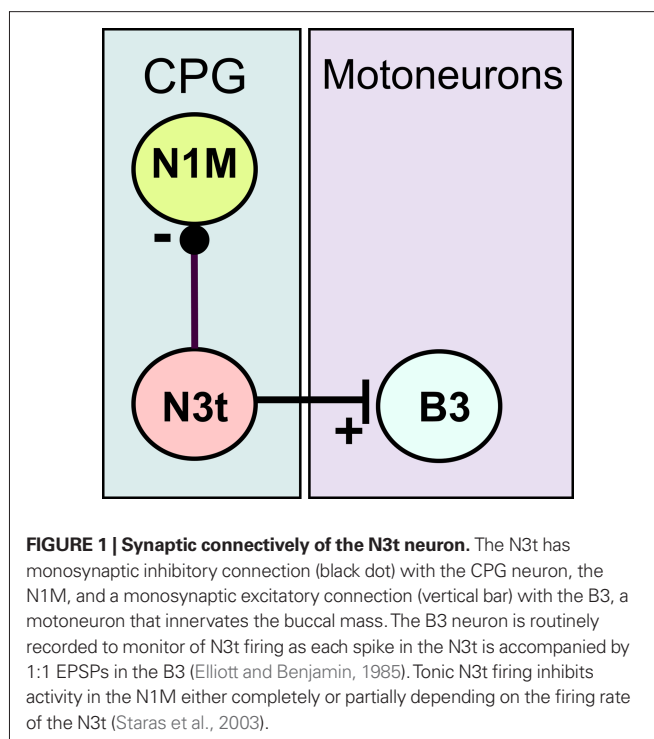 CPG
Motoneurons
N1M
-
N3t
B3
+
FIGURE 1 | Synaptic connectively of the N3t neuron. The N3t has
monosynaptic inhibitory connection (black dot) with the CPG neuron, the
N1M, and a monosynaptic excitatory connection (vertical bar) with the B3, a
motoneuron that innervates the buccal mass. The B3 neuron is routinely
recorded to monitor of N3t firing as each spike in the N3t is accompanied by
1:1 EPSPs in the B3 (Elliott and Benjamin, 1985). Tonic N3t firing inhibits
activity in the N1M either completely or partially depending on the firing rate
of the N3t (Staras et al., 2003).